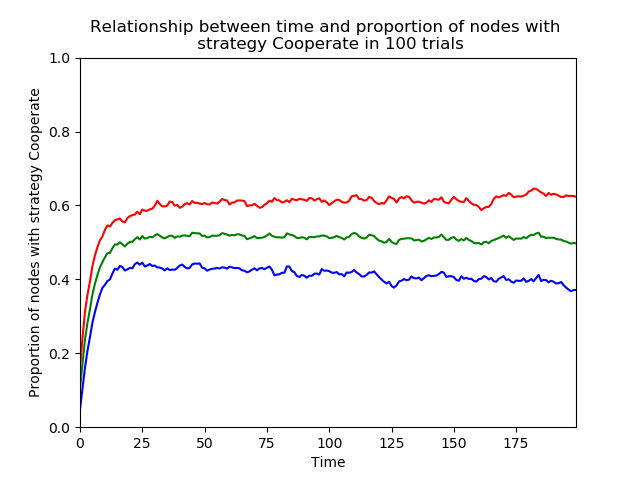 Relationship between time and proportion of nodes with
strategy Cooperate in 100 trials
1.0
0.8
0.6
0.4
0.2
0.0
Proportion of nodes with strategy Cooperate
0 25 50 75 100 125 150 175
Time